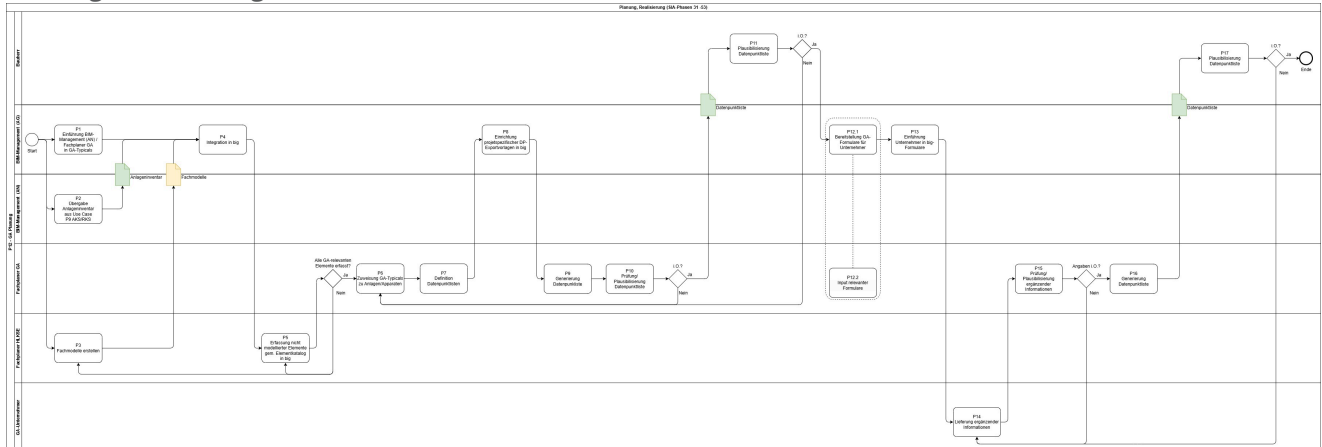 Planung, Realisierung (SIA-Phasen 31-53)
P12 - GA Planung
Bauherr
P11
Plausibilisierung
Datenpunktliste
I.O.?
Ja
Nein
P17
Plausibilisierung
Datenpunktliste
I.O.?
Ja
Nein
Ende
Datenpunktliste
Datenpunktliste
BIM-Management (AG)
Start
P1
Einführung BIM-
Management (AN) /
Fachplaner GA
in GA-Typicals
P4
Integration in big
P8
Einrichtung
projektspezifischer DP-
Exportvorlagen in big
P12.1
Bereitstellung GA-
Formulare für
Unternehmer
P13
Einführung
Unternehmer in big-
Formulare
Anlageninventar
Fachmodelle
BIM-Management (AN)
P2
Übergabe
Anlageninventar
aus Use Case
P9 AKS/RKS
Fachplaner GA
Alle GA-relevanten
Elemente erfasst?
Ja
Nein
P6
Zuweisung GA-Typicals
zu Anlagen/Apparaten
P7
Definition
Datenpunktlisten
P9
Generierung
Datenpunktliste
P10
Prüfung/
Plausibilisierung
Datenpunktliste
I.O.?
Ja
Nein
P12.2
Input relevanter
Formulare
P15
Prüfung/
Plausibilisierung
ergänzender
Informationen
Angaben I.O.?
Ja
Nein
P16
Generierung
Datenpunktliste
Fachplaner HLKSE
P3
Fachmodelle erstellen
P5
Erfassung nicht
modellierter Elemente
gem. Elementkatalog
in big
GA-Unternehmer
P14
Lieferung ergänzender
Informationen